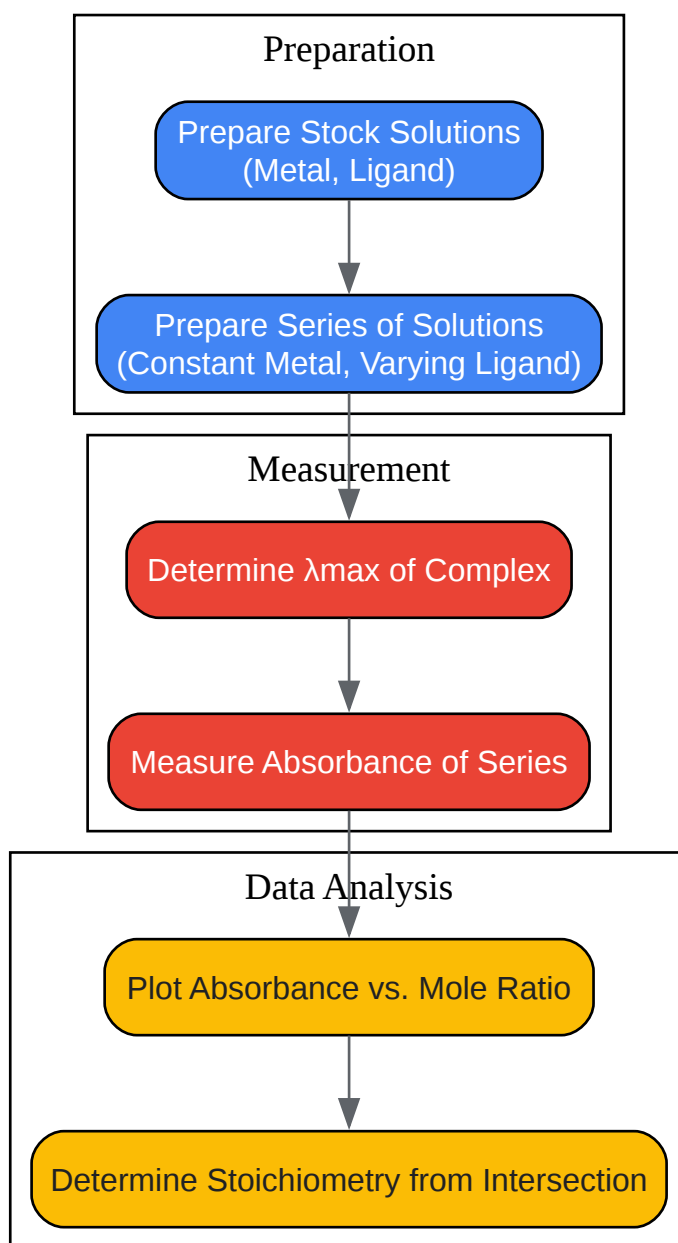 Preparation
Prepare Stock Solutions
(Metal, Ligand)
Prepare Series of Solutions
(Constant Metal, Varying Ligand)
Measurement
Determine λmax of Complex
Measure Absorbance of Series
Data Analysis
Plot Absorbance vs. Mole Ratio
Determine Stoichiometry from Intersection